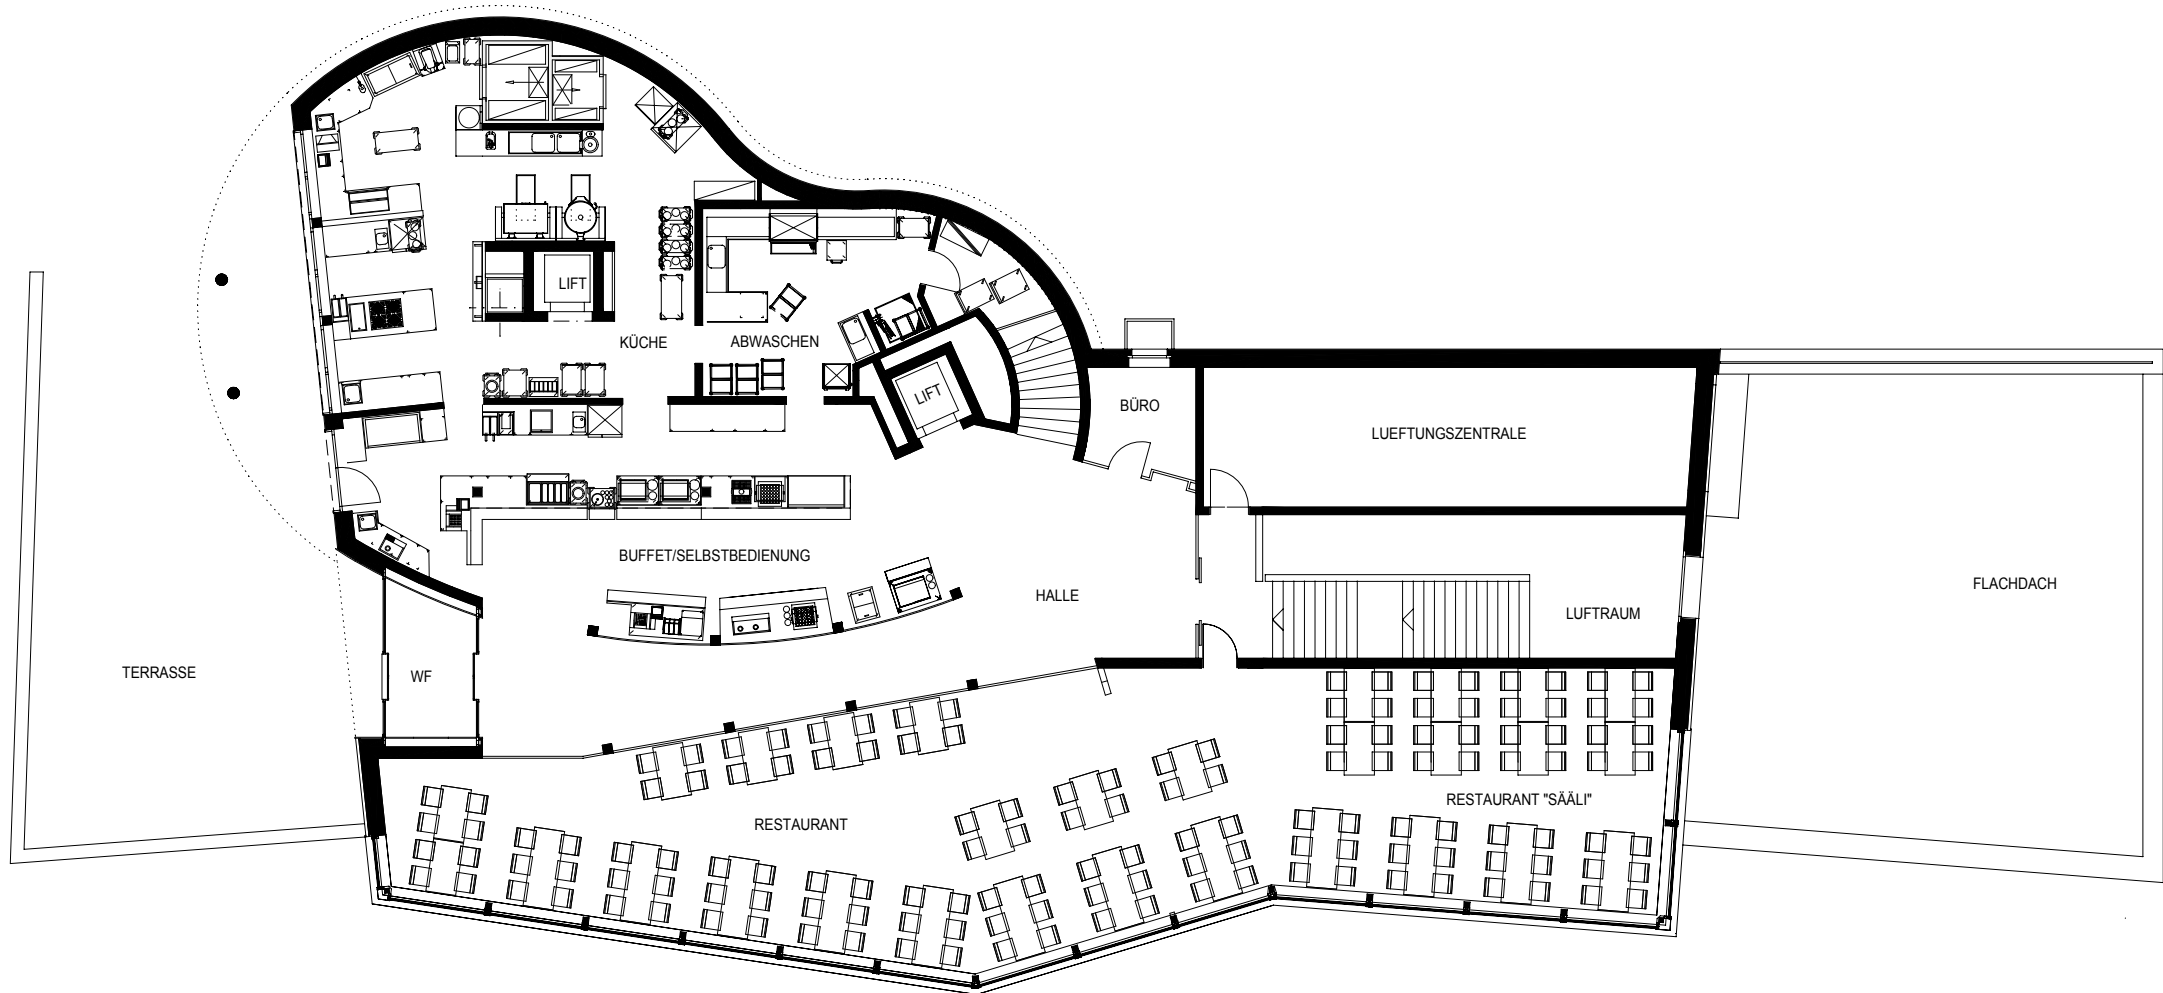 LIFT
KÜCHE
ABWASCHEN
LIFT
BÜRO
LUEFTUNGSZENTRALE
BUFFET/SELBSTBEDIENUNG
HALLE
LUFTRAUM
FLACHDACH
TERRASSE
WF
RESTAURANT "SÄÄLI"
RESTAURANT